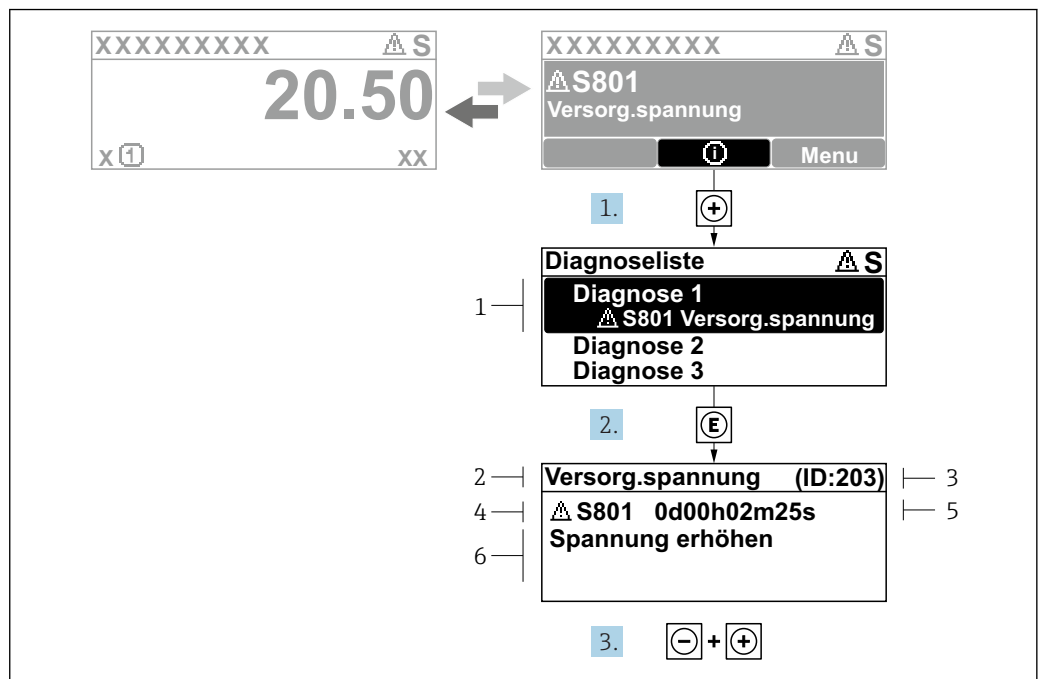 XXXXXXXXX ⚠ S
20.50
x ① xx
XXXXXXXXX ⚠ S
⚠ S801
Versorg.spannung
ⓘ Menu
1. +
Diagnoseliste ⚠ S
1
Diagnose 1
⚠ S801 Versorg.spannung
Diagnose 2
Diagnose 3
2. E
2 Versorg.spannung (ID:203) 3
4 ⚠ S801 0d00h02m25s 5
6 Spannung erhöhen
3. - + +